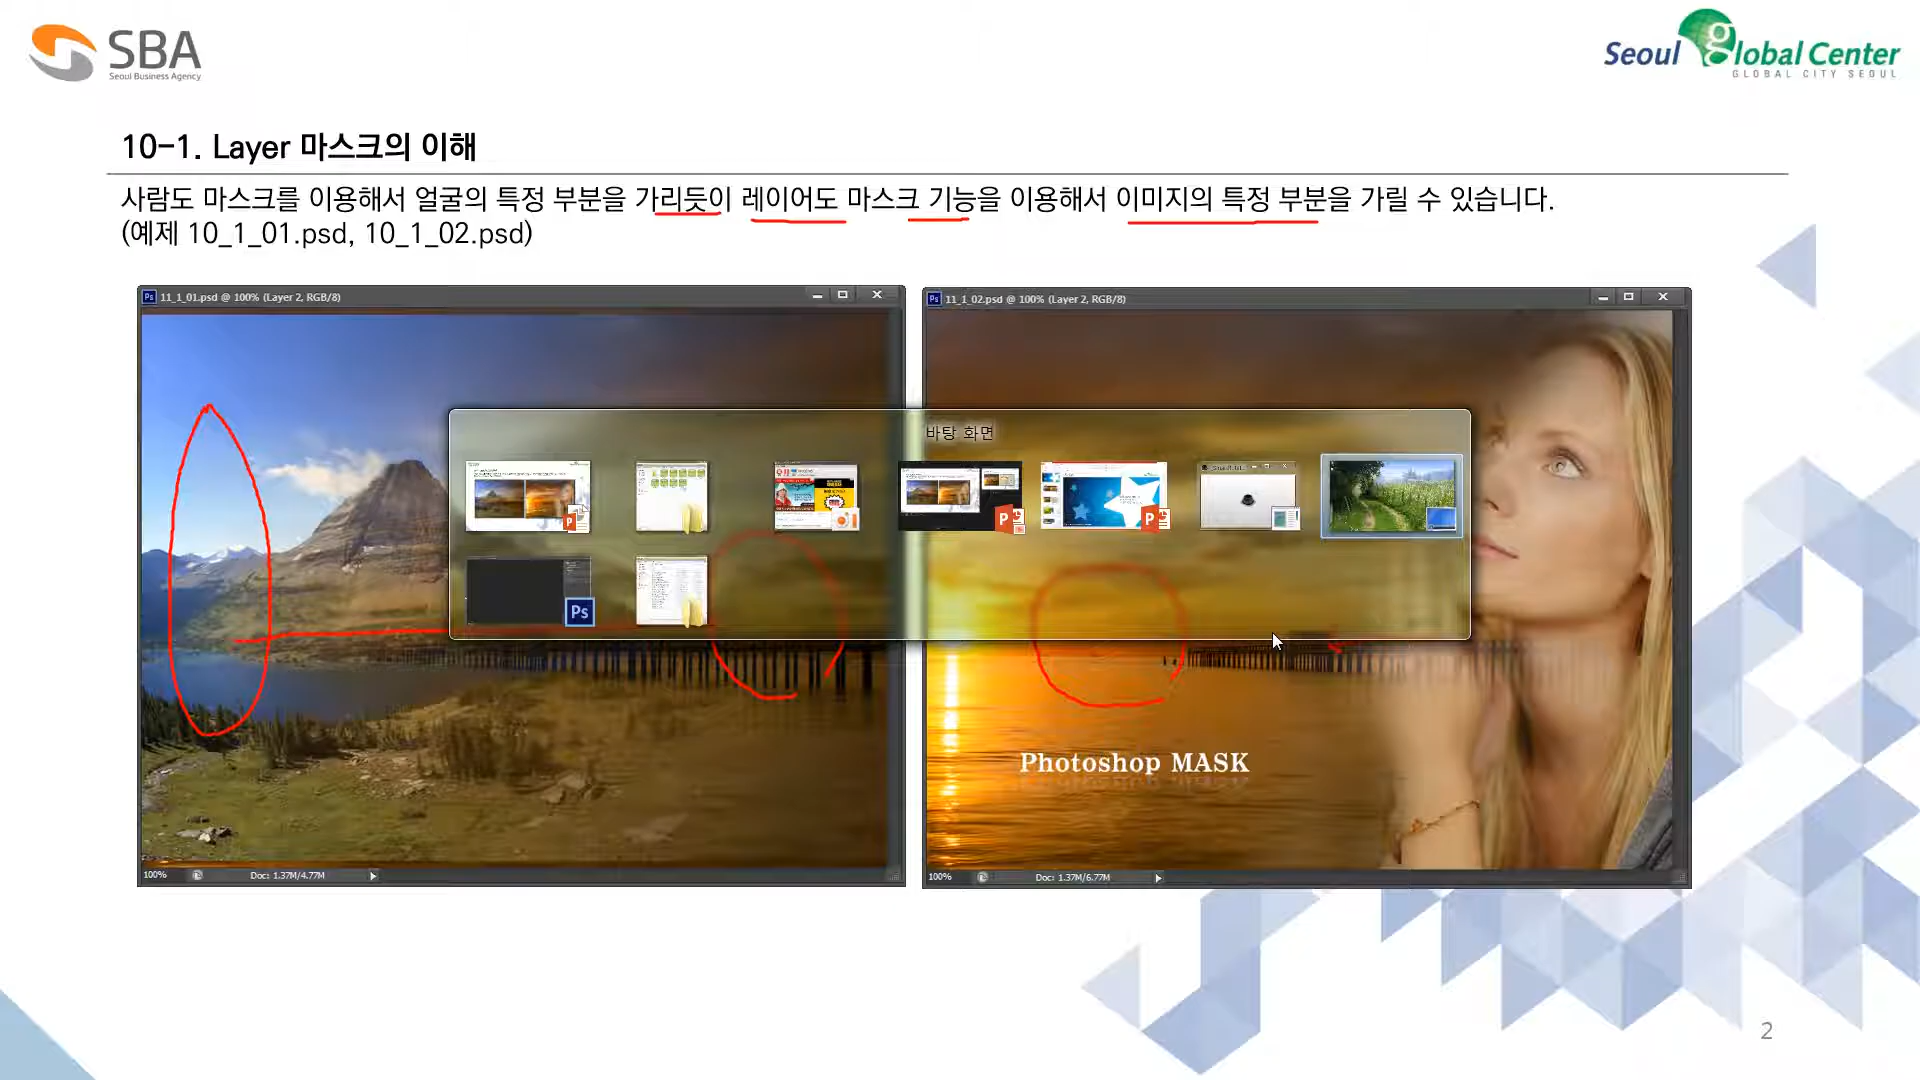 SBA
Seoul Business Agency
Seoul global Center
GLOBAL CITY SEOUL
10-1. Layer 마스크의 이해
사람도 마스크를 이용해서 얼굴의 특정 부분을 가리듯이 레이어도 마스크 기능을 이용해서 이미지의 특정 부분을 가릴 수 있습니다.
(예제 10_1_01.psd, 10_1_02.psd)
Ps 11_1_01.psd @ 100% (Layer 2, RGB/8)
Ps 11_1_02.psd @ 100% (Layer 2, RGB/8)
바탕 화면
Ps
Photoshop MASK
100% Doc: 1.37M/4.77M
100% Doc: 1.37M/6.77M
2